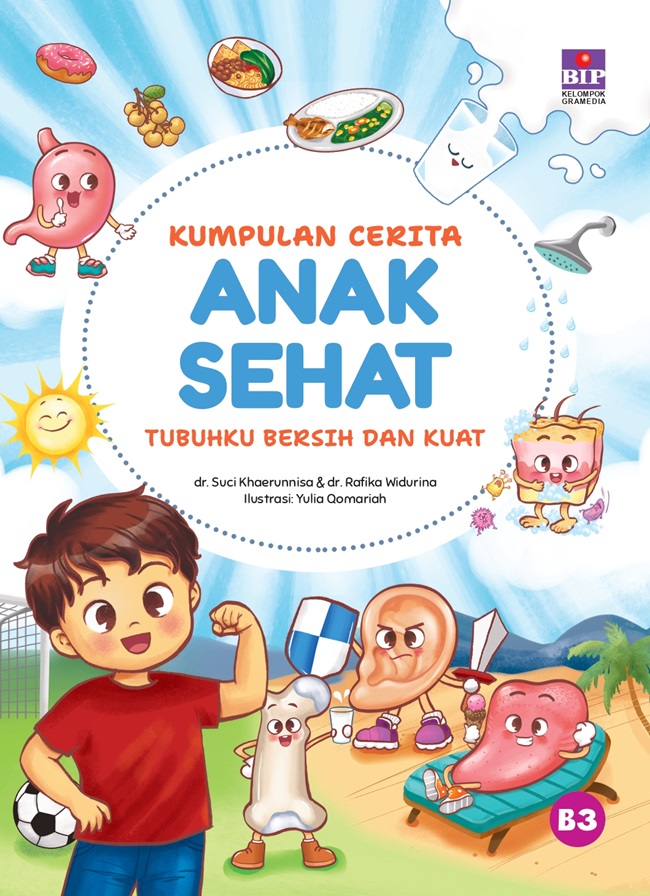 BIP
KELOMPOK
GRAMEDIA
KUMPULAN CERITA
ANAK
SEHAT
TUBUHKU BERSIH DAN KUAT
dr. Suci Khaerunnisa & dr. Rafika Widurina
Ilustrasi: Yulia Qomariah
B3